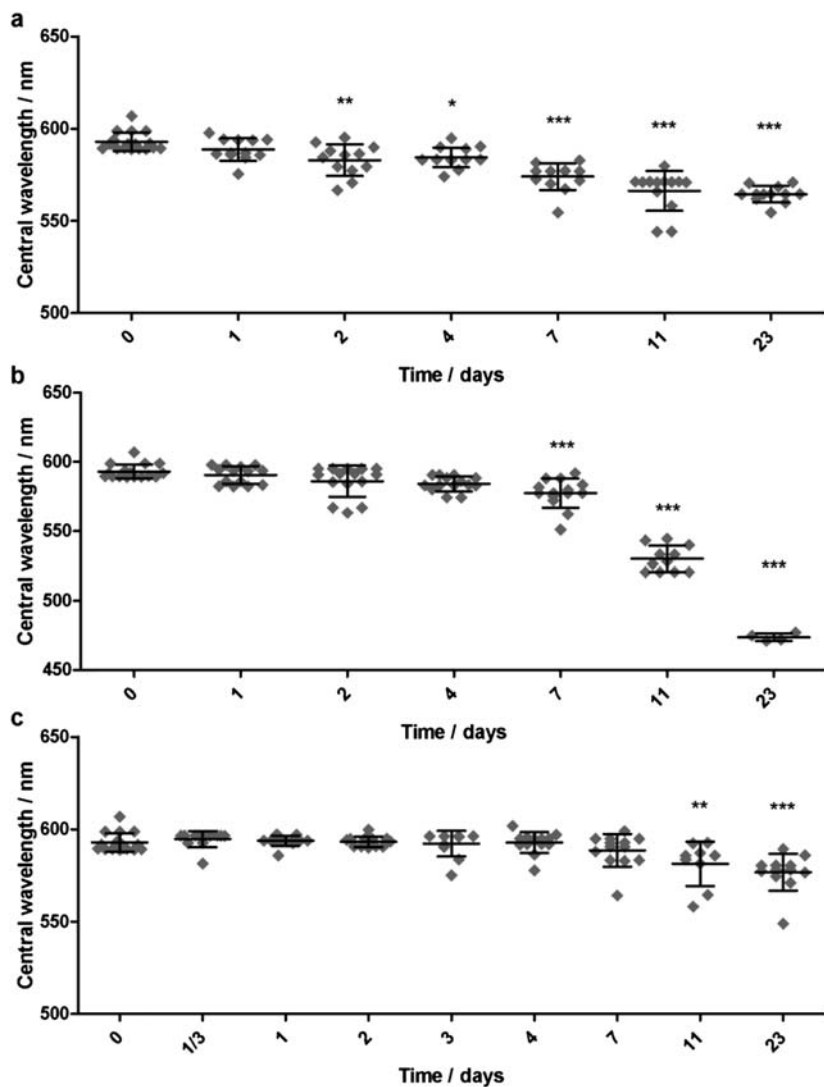 a
650
600
550
500
Central wavelength / nm
** * *** *** ***
0 1 2 4 7 11 23
Time / days
b
650
600
550
500
450
Central wavelength / nm
*** *** ***
0 1 2 4 7 11 23
Time / days
c
650
600
550
500
Central wavelength / nm
** ***
0 1/3 1 2 3 4 7 11 23
Time / days